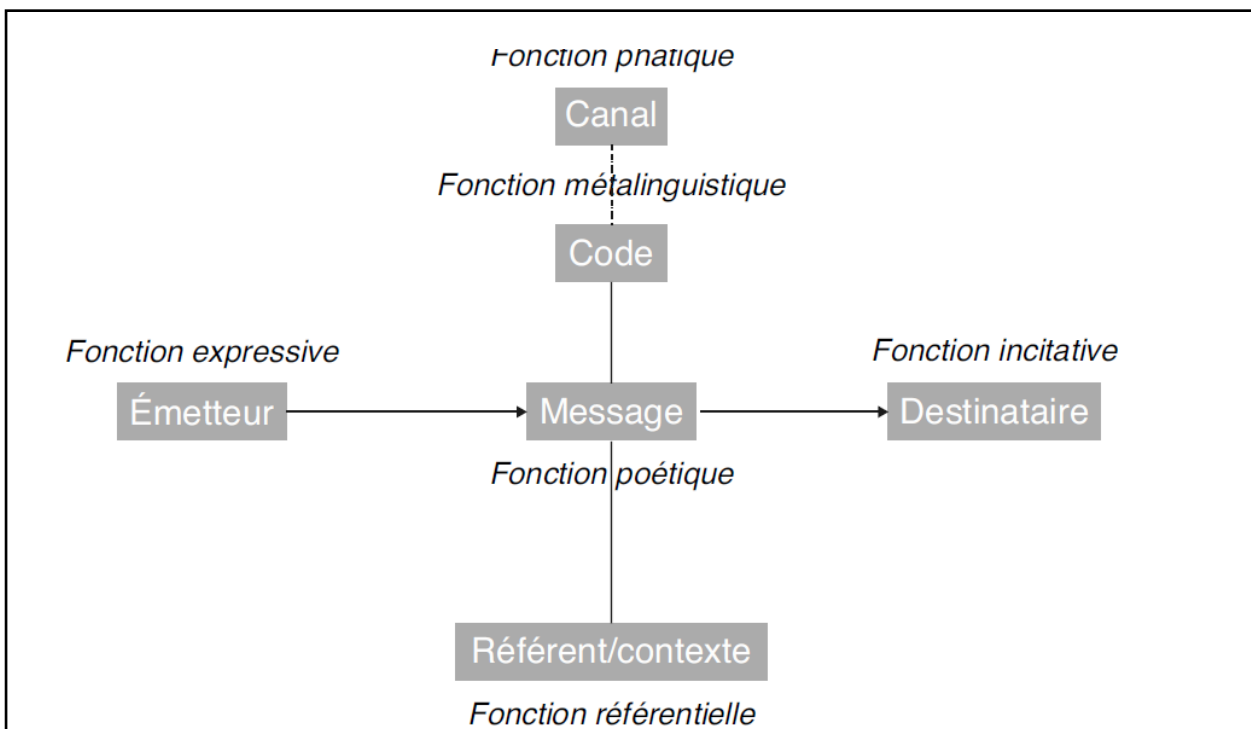 Fonction phatique
Canal
Fonction métalinguistique
Code
Fonction expressive
Fonction incitative
Émetteur
Message
Destinataire
Fonction poétique
Référent/contexte
Fonction référentielle